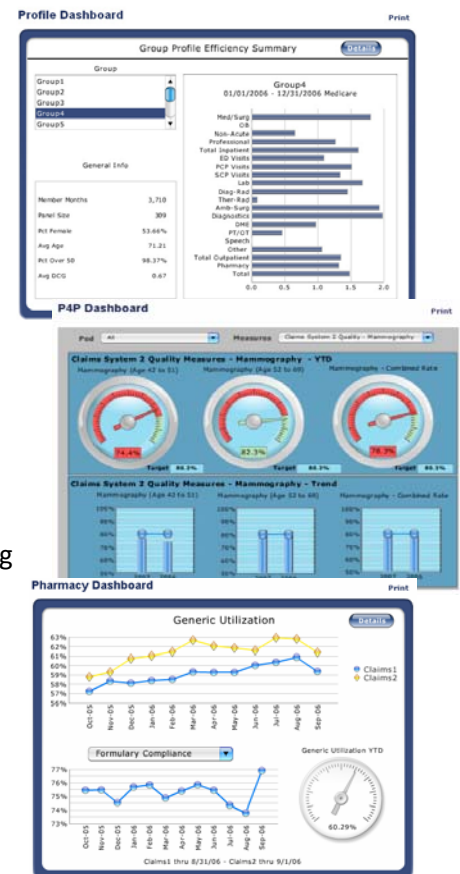 Profile Dashboard
Print
Group Profile Efficiency Summary
Details
Group
Group1
Group2
Group3
Group4
Group5
General Info
Member Months 3,710
Panel Size 309
Pct Female 53.66%
Avg Age 71.21
Pct Over 50 98.37%
Avg DCG 0.67
Group4
01/01/2006 - 12/31/2006 Medicare
Med/Surg
OB
Non-Acute
Professional
Total Inpatient
ED Visits
PCP Visits
SCP Visits
Lab
Diag-Rad
Ther-Rad
Amb-Surg
Diagnostics
DME
PT/OT
Speech
Other
Total Outpatient
Pharmacy
Total
0.0 0.5 1.0 1.5 2.0
P4P Dashboard
Print
Pod All Measures Claims System 2 Quality - Mammography
Claims System 2 Quality Measures - Mammography - YTD
Mammography (Age 42 to 51) Mammography (Age 52 to 69) Mammography - Combined Rate
74.4% 82.3% 78.3%
Target 80.3% Target 80.3% Target 80.3%
Claims System 2 Quality Measures - Mammography - Trend
Mammography (Age 42 to 51) Mammography (Age 52 to 69) Mammography - Combined Rate
100% 100% 100%
90% 90% 90%
80% 80% 80%
70% 70% 70%
60% 60% 60%
50% 50% 50%
g
Pharmacy Dashboard
Print
Generic Utilization
Details
63%
62%
61%
60%
59%
58%
57%
56%
Oct-05 Nov-05 Dec-05 Jan-06 Feb-06 Mar-06 Apr-06 May-06 Jun-06 Jul-06 Aug-06 Sep-06
Claims1
Claims2
Formulary Compliance
77%
76%
75%
74%
73%
Oct-05 Nov-05 Dec-05 Jan-06 Feb-06 Mar-06 Apr-06 May-06 Jun-06 Jul-06 Aug-06 Sep-06
Generic Utilization YTD
60.29%
Claims1 thru 8/31/06 - Claims2 thru 9/1/06